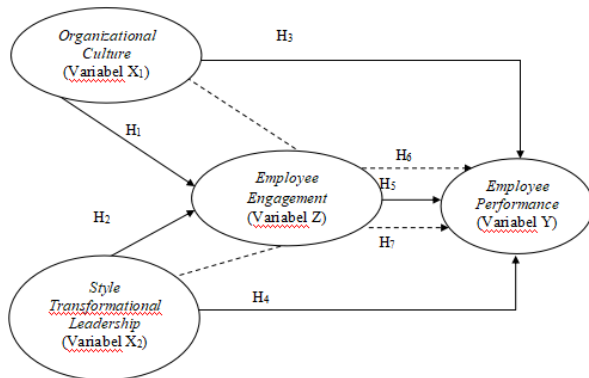 Organizational
Culture
(Variabel X1)
H3
H1
H6
Employee
Engagement
(Variabel Z)
H5
Employee
Performance
(Variabel Y)
H2
H7
Style
Transformational
Leadership
(Variabel X2)
H4